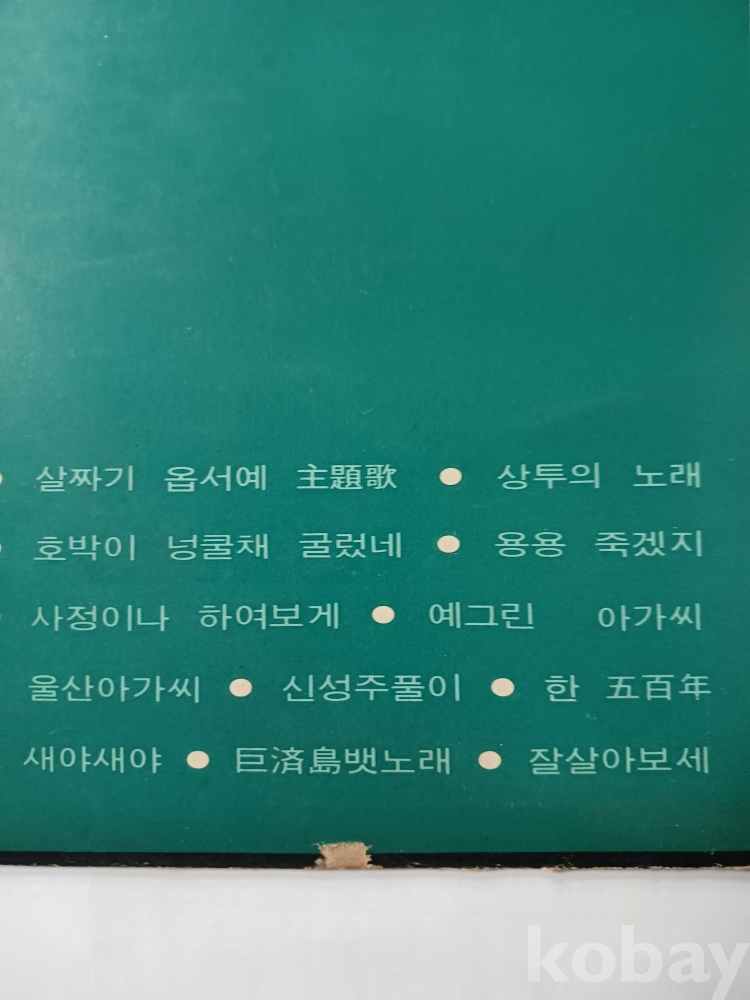 ● 살짜기 옵서예 主題歌 ● 상투의 노래
● 호박이 넝쿨채 굴렀네 ● 용용 죽겠지
사정이나 하여보게 ● 예그린 아가씨
울산아가씨 ● 신성주풀이 ● 한 五百年
새야새야 ● 巨済島뱃노래 ● 잘살아보세
kobay